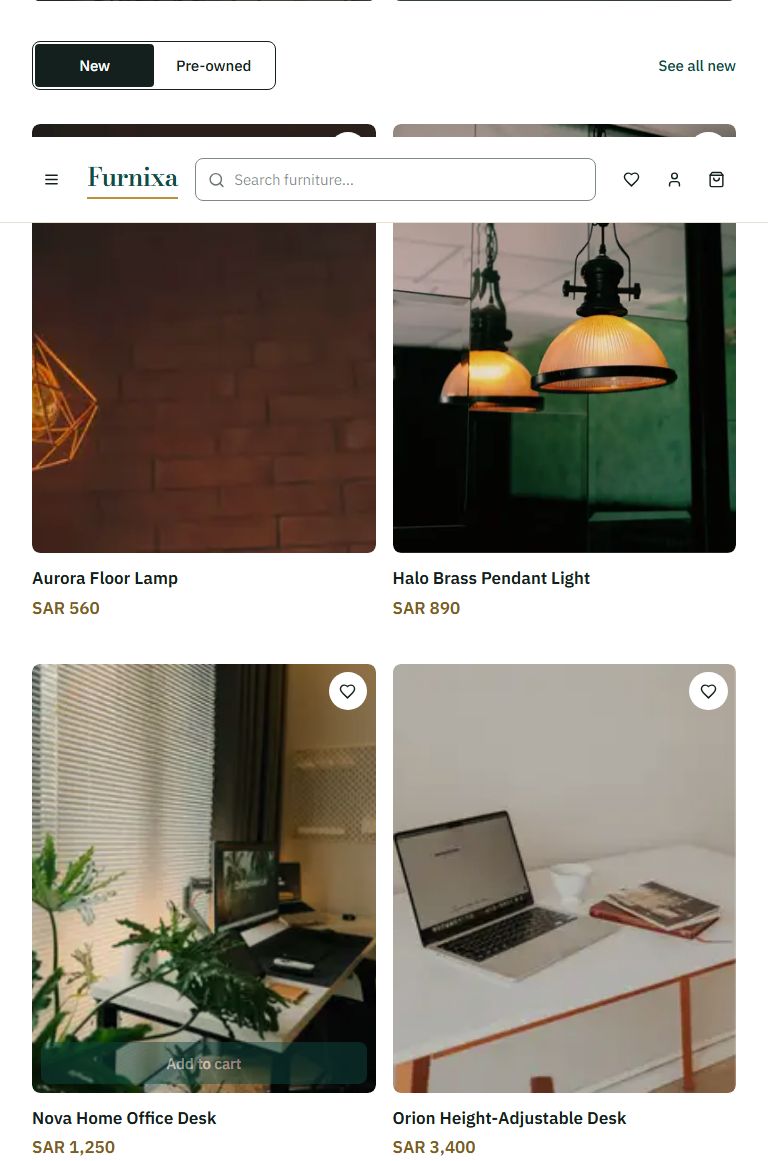 New
Pre-owned
See all new
Furnixa
Search furniture...
Aurora Floor Lamp
SAR 560
Halo Brass Pendant Light
SAR 890
Add to cart
Nova Home Office Desk
SAR 1,250
Orion Height-Adjustable Desk
SAR 3,400